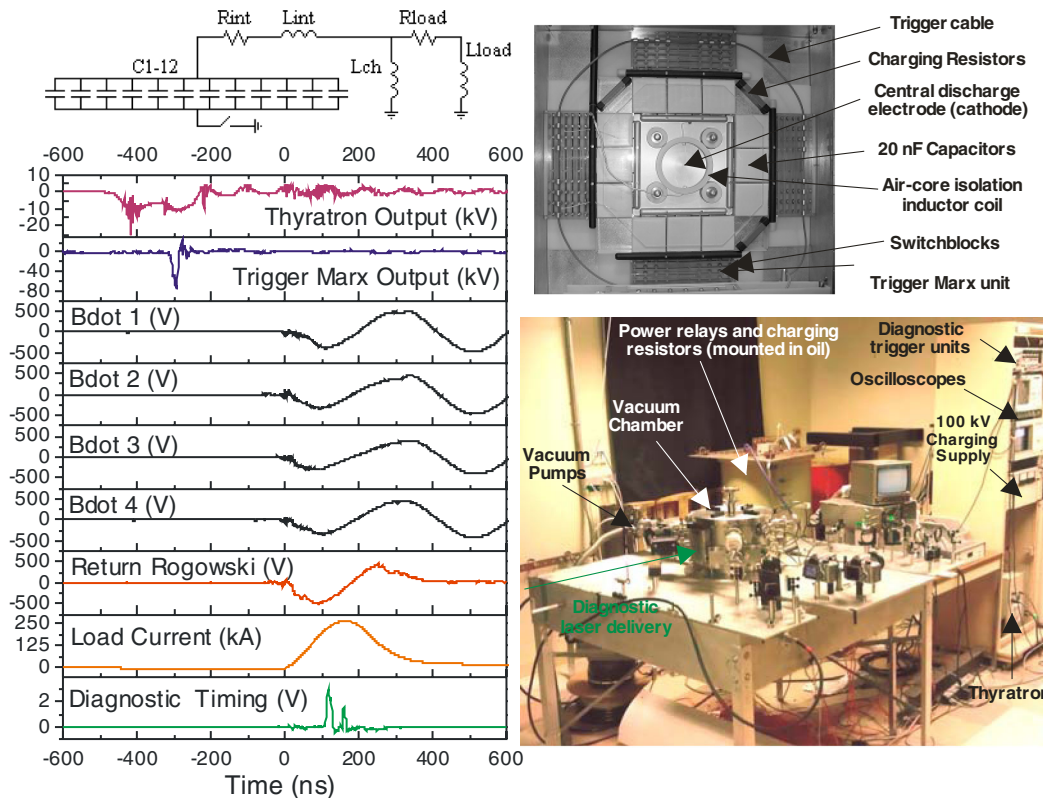 Rint
Lint
Rload
Lload
C1-12
Lch
-600 -400 -200 0 200 400 600
10
0
-10
-20
Thyratron Output (kV)
0
-40
-80
Trigger Marx Output (kV)
500
0
-500
Bdot 1 (V)
500
0
-500
Bdot 2 (V)
500
0
-500
Bdot 3 (V)
500
0
-500
Bdot 4 (V)
500
0
-500
Return Rogowski (V)
250
125
0
Load Current (kA)
2
0
Diagnostic Timing (V)
-600 -400 -200 0 200 400 600
Time (ns)
Trigger cable
Charging Resistors
Central discharge
electrode (cathode)
20 nF Capacitors
Air-core isolation
inductor coil
Switchblocks
Trigger Marx unit
Power relays and charging
resistors (mounted in oil)
Diagnostic
trigger units
Oscilloscopes
100 kV
Charging
Supply
Vacuum
Chamber
Vacuum
Pumps
Diagnostic
laser delivery
Thyratron